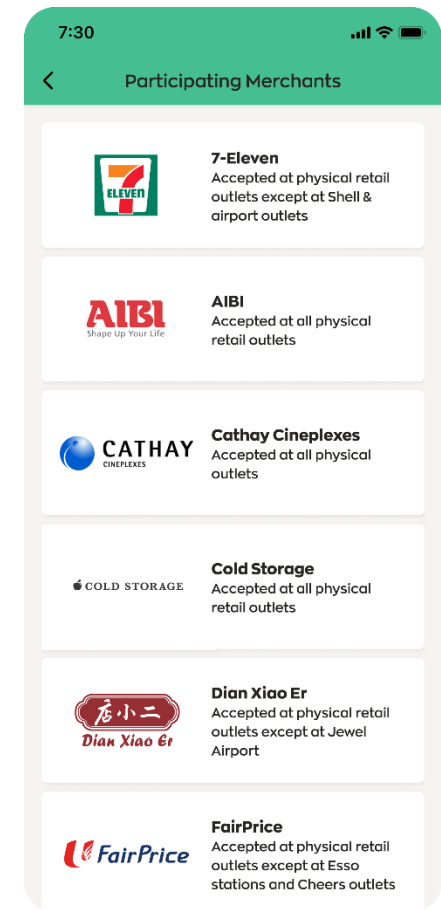 7:30
Participating Merchants
7-Eleven
Accepted at physical retail
outlets except at Shell &
airport outlets
ELEVEn
AIBI
Accepted at all physical
retail outlets
AIBI
Shape Up Your Life
Cathay Cineplexes
Accepted at all physical
outlets
CATHAY
CINEPLEXES
Cold Storage
Accepted at all physical
retail outlets
COLD STORAGE
Dian Xiao Er
Accepted at physical retail
outlets except at Jewel
Airport
店小二
Dian Xiao Er
FairPrice
Accepted at physical retail
outlets except at Esso
stations and Cheers outlets
FairPrice